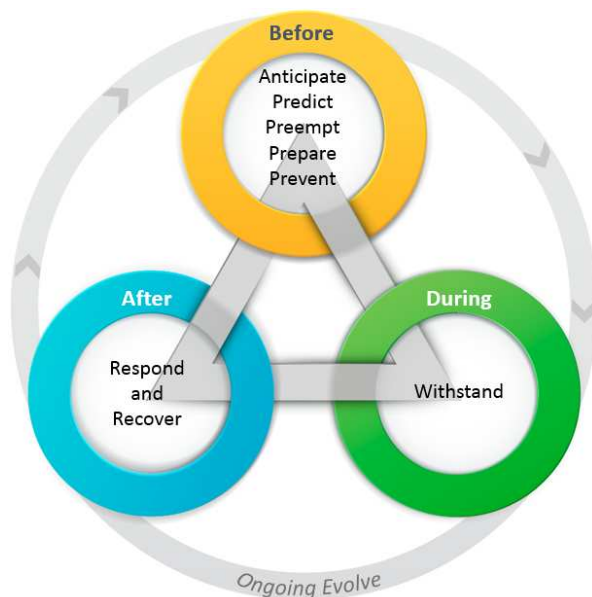 Before
Anticipate
Predict
Preempt
Prepare
Prevent
After
Respond
and
Recover
During
Withstand
Ongoing Evolve